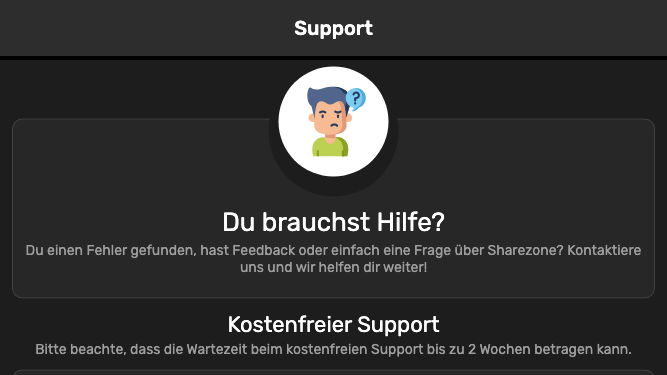 Support
?
Du brauchst Hilfe?
Du einen Fehler gefunden, hast Feedback oder einfach eine Frage über Sharezone? Kontaktiere
uns und wir helfen dir weiter!
Kostenfreier Support
Bitte beachte, dass die Wartezeit beim kostenfreien Support bis zu 2 Wochen betragen kann.